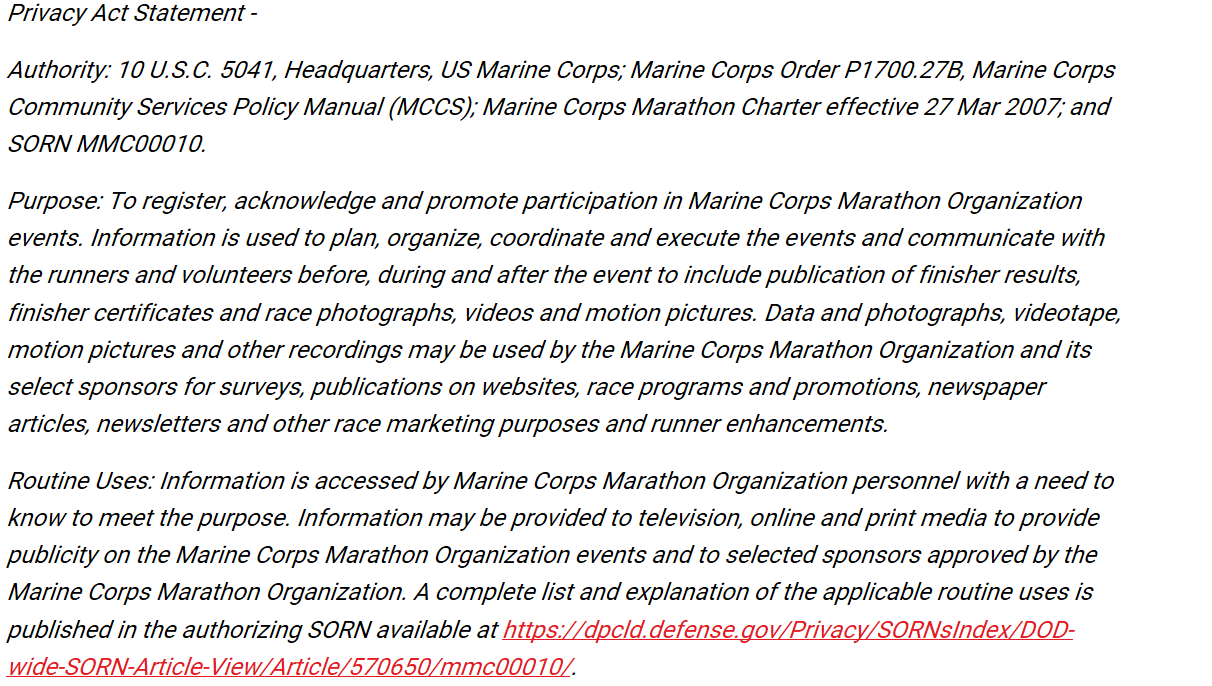 Privacy Act Statement -
Authority: 10 U.S.C. 5041, Headquarters, US Marine Corps; Marine Corps Order P1700.27B, Marine Corps
Community Services Policy Manual (MCCS); Marine Corps Marathon Charter effective 27 Mar 2007; and
SORN MMC00010.
Purpose: To register, acknowledge and promote participation in Marine Corps Marathon Organization
events. Information is used to plan, organize, coordinate and execute the events and communicate with
the runners and volunteers before, during and after the event to include publication of finisher results,
finisher certificates and race photographs, videos and motion pictures. Data and photographs, videotape,
motion pictures and other recordings may be used by the Marine Corps Marathon Organization and its
select sponsors for surveys, publications on websites, race programs and promotions, newspaper
articles, newsletters and other race marketing purposes and runner enhancements.
Routine Uses: Information is accessed by Marine Corps Marathon Organization personnel with a need to
know to meet the purpose. Information may be provided to television, online and print media to provide
publicity on the Marine Corps Marathon Organization events and to selected sponsors approved by the
Marine Corps Marathon Organization. A complete list and explanation of the applicable routine uses is
published in the authorizing SORN available at https://dpcld.defense.gov/Privacy/SORNsIndex/DOD-
wide-SORN-Article-View/Article/570650/mmc00010/.